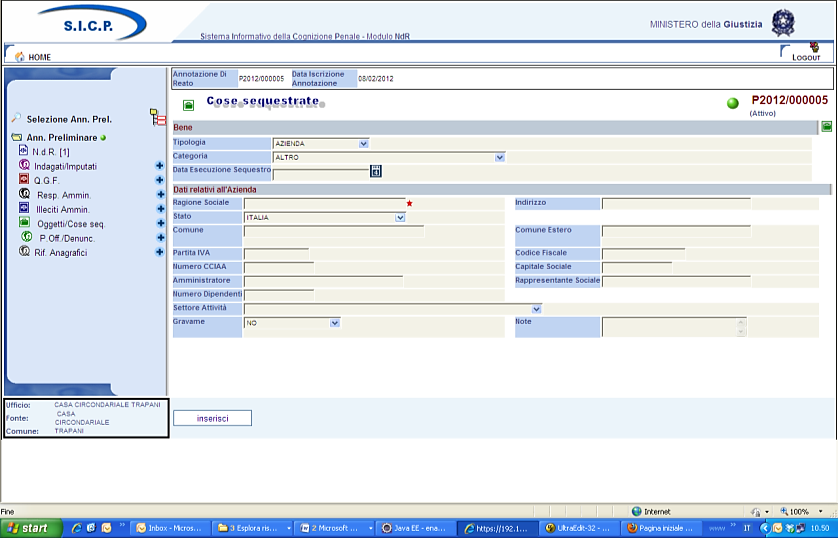 S.I.C.P.
Sistema Informativo della Cognizione Penale - Modulo NdR
MINISTERO della Giustizia
HOME
Logout
Annotazione Di Reato P2012/000005 Data Iscrizione Annotazione 08/02/2012
Cose sequestrate
P2012/000005
(Attivo)
Selezione Ann. Prel.
Ann. Preliminare
N.d.R. [1]
Indagati/Imputati
Q.G.F.
Resp. Ammin.
Illeciti Ammin.
Oggetti/Cose seq.
P.Off./Denunc.
Rif. Anagrafici
Bene
Tipologia AZIENDA
Categoria ALTRO
Data Esecuzione Sequestro
Dati relativi all'Azienda
Ragione Sociale Indirizzo
Stato ITALIA
Comune Comune Estero
Partita IVA Codice Fiscale
Numero CCIAA Capitale Sociale
Amministratore Rappresentante Sociale
Numero Dipendenti
Settore Attività
Gravame NO Note
Ufficio: CASA CIRCONDARIALE TRAPANI
Fonte: CASA CIRCONDARIALE
Comune: TRAPANI
inserisci
Fine Internet 100%
start Inbox - Micros... 3 Esplora ris... 2 Microsoft ... Java EE - ena... https://192.1... UltraEdit-32 - ... Pagina iniziale ... www IT 10.50